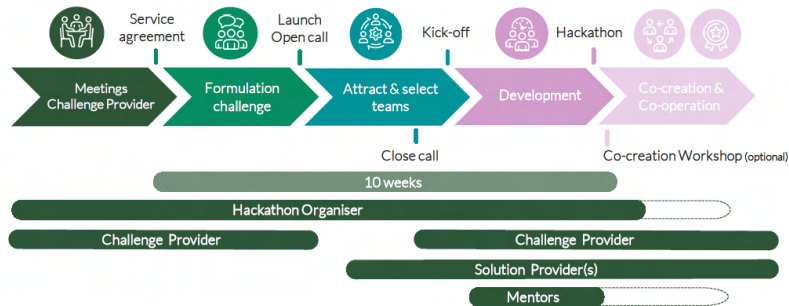 Service
agreement
Launch
Open call
Kick-off
Hackathon
Meetings
Challenge Provider
Formulation
challenge
Attract & select
teams
Development
Co-creation &
Co-operation
Close call
Co-creation Workshop (optional)
10 weeks
Hackathon Organiser
Challenge Provider
Challenge Provider
Solution Provider(s)
Mentors